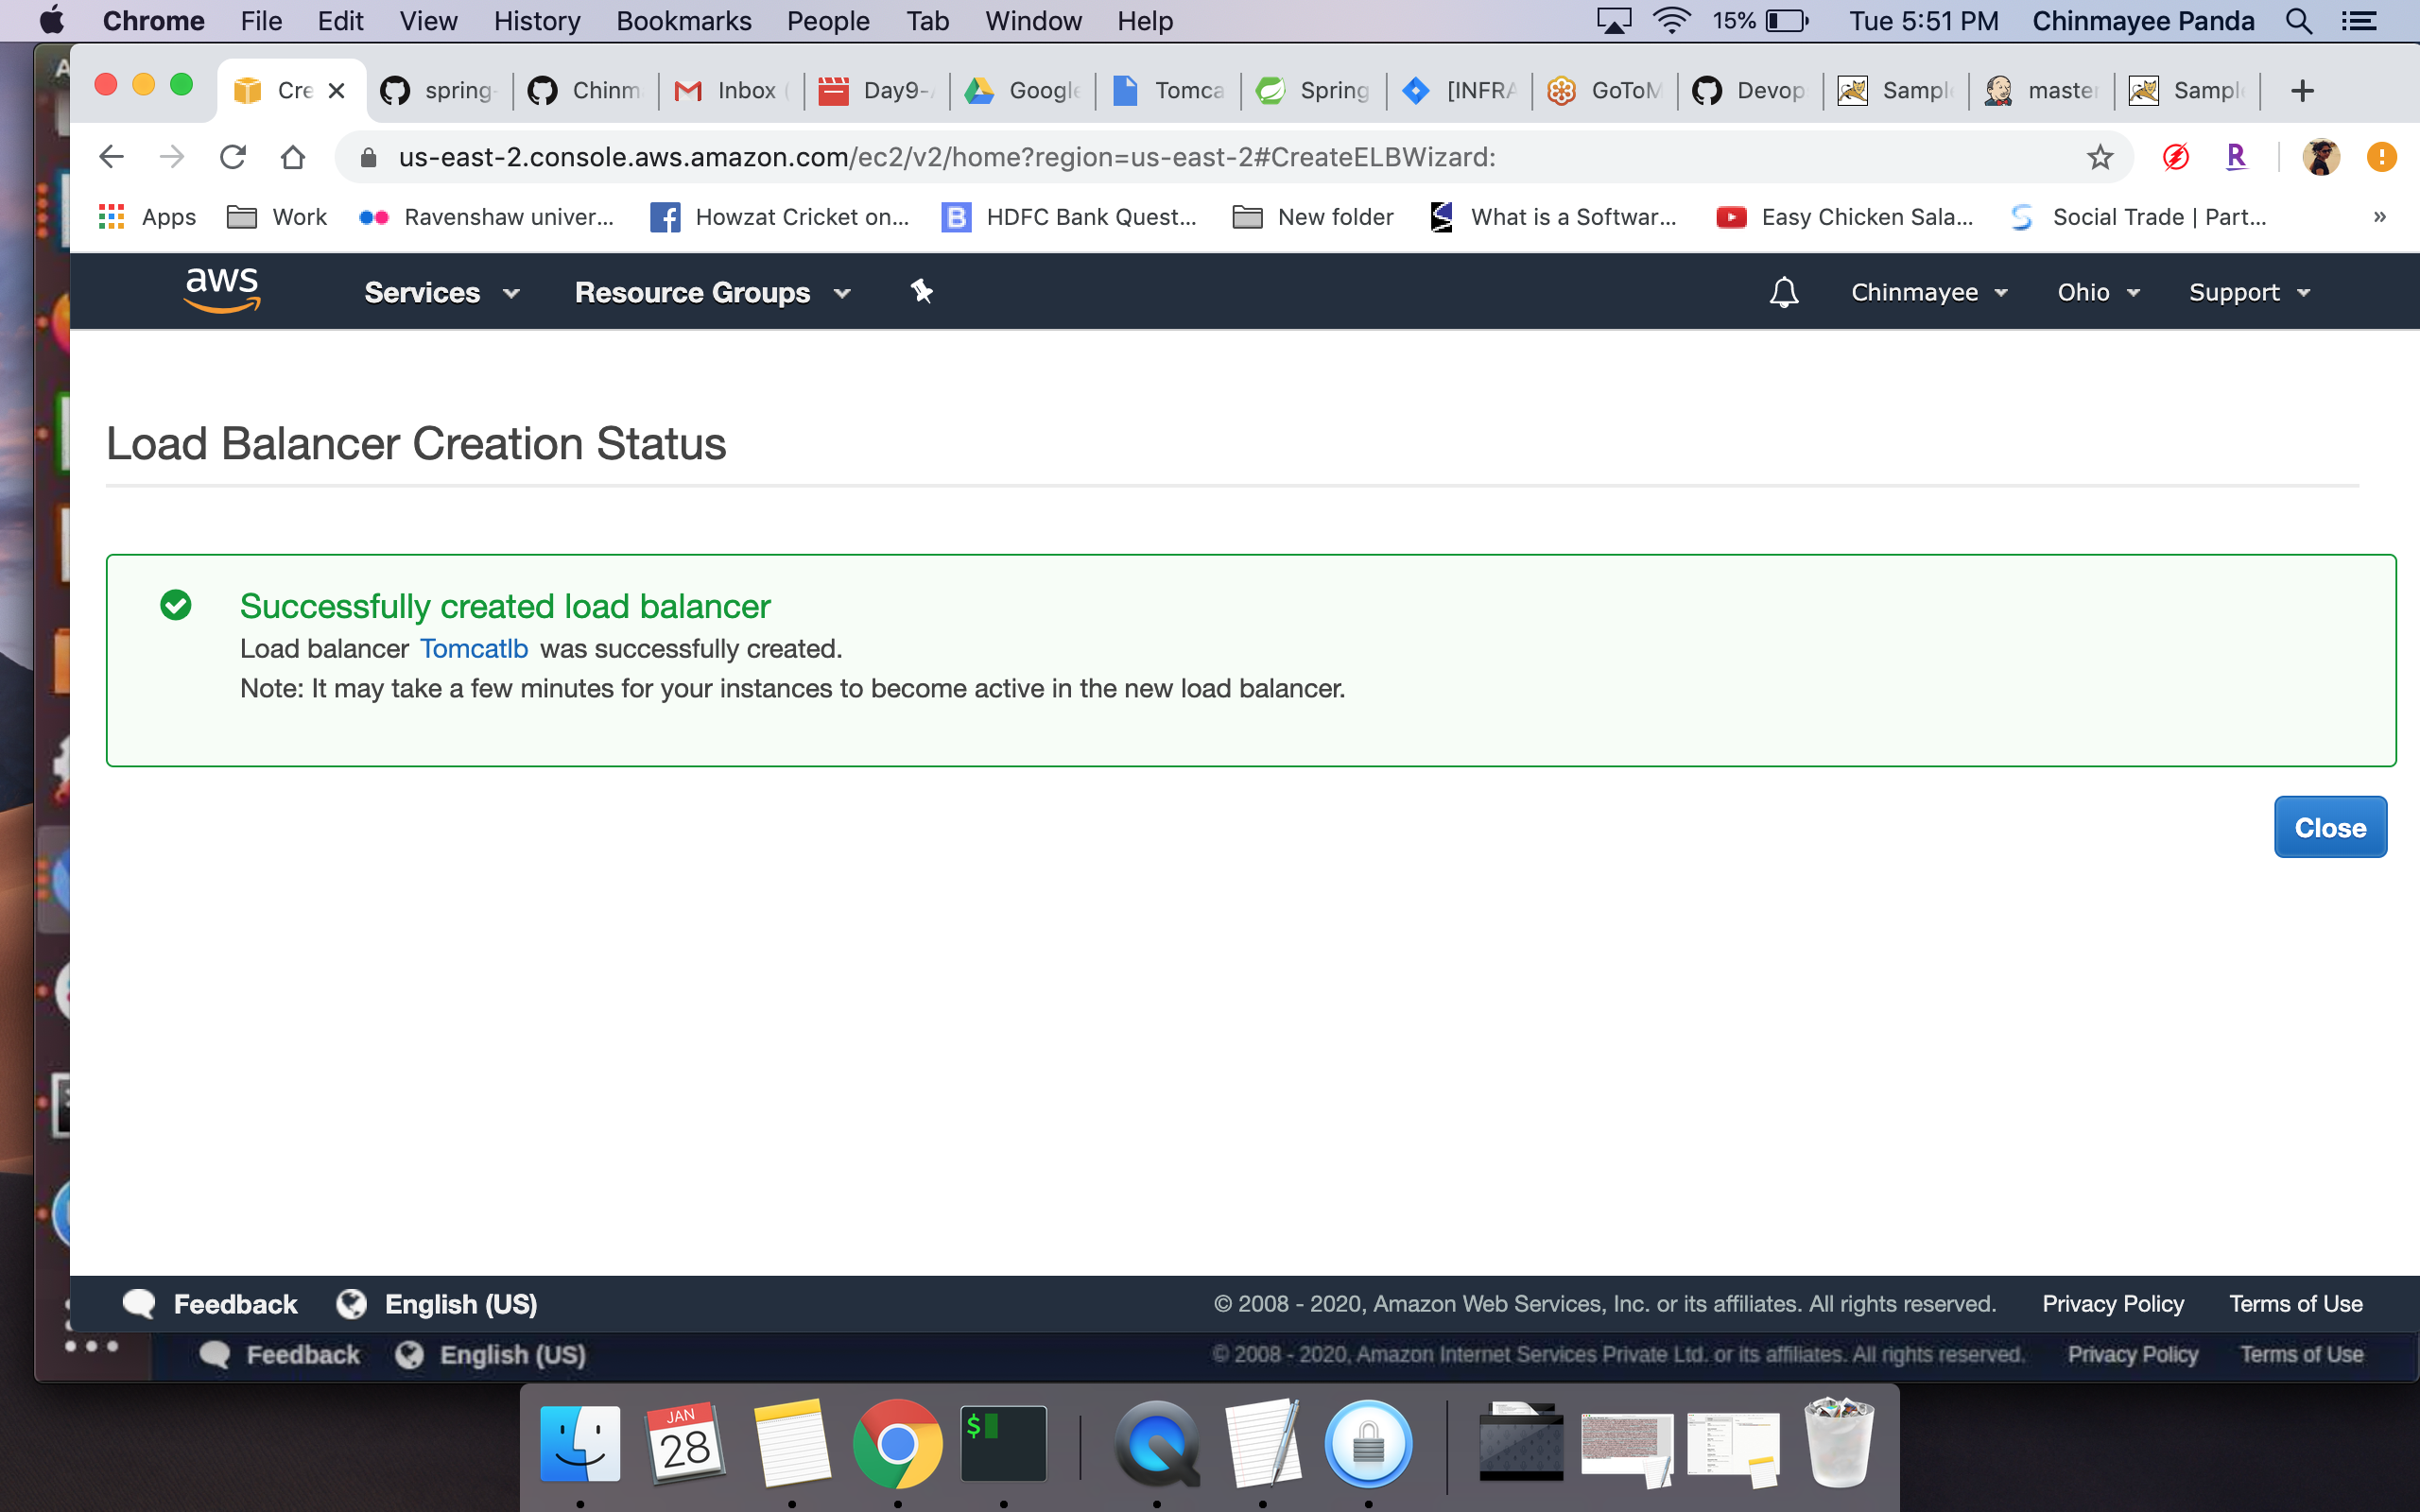 Chrome File Edit View History Bookmarks People Tab Window Help 15% Tue 5:51 PM Chinmayee Panda
Cre spring- Chinm Inbox ( Day9- Google Tomca Spring [INFRA GoToM Devop Sample master Sample
us-east-2.console.aws.amazon.com/ec2/v2/home?region=us-east-2#CreateELBWizard:
R
Apps Work Ravenshaw univer... Howzat Cricket on... HDFC Bank Quest... New folder What is a Softwar... Easy Chicken Sala... Social Trade | Part... »
aws Services Resource Groups Chinmayee Ohio Support
Load Balancer Creation Status
Successfully created load balancer
Load balancer Tomcatlb was successfully created.
Note: It may take a few minutes for your instances to become active in the new load balancer.
Close
Feedback English (US) © 2008 - 2020, Amazon Web Services, Inc. or its affiliates. All rights reserved. Privacy Policy Terms of Use
Feedback English (US) © 2008 - 2020, Amazon Internet Services Private Ltd. or its affiliates. All rights reserved. Privacy Policy Terms of Use
JAN
28
$